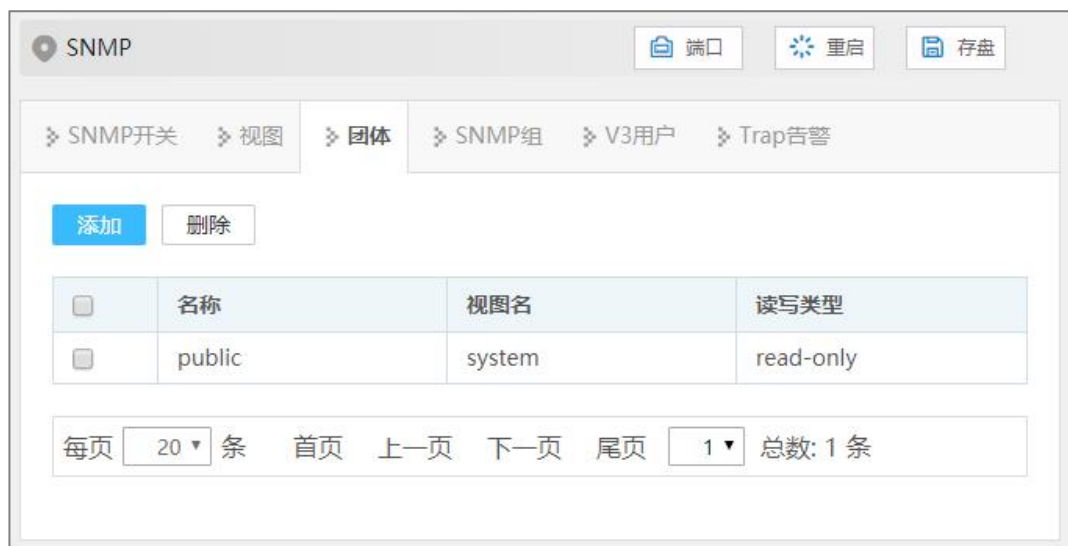 SNMP 端口 重启 存盘
SNMP开关 视图 团体 SNMP组 V3用户 Trap告警
添加 删除
名称 视图名 读写类型
public system read-only
每页 20 条 首页 上一页 下一页 尾页 1 总数: 1 条